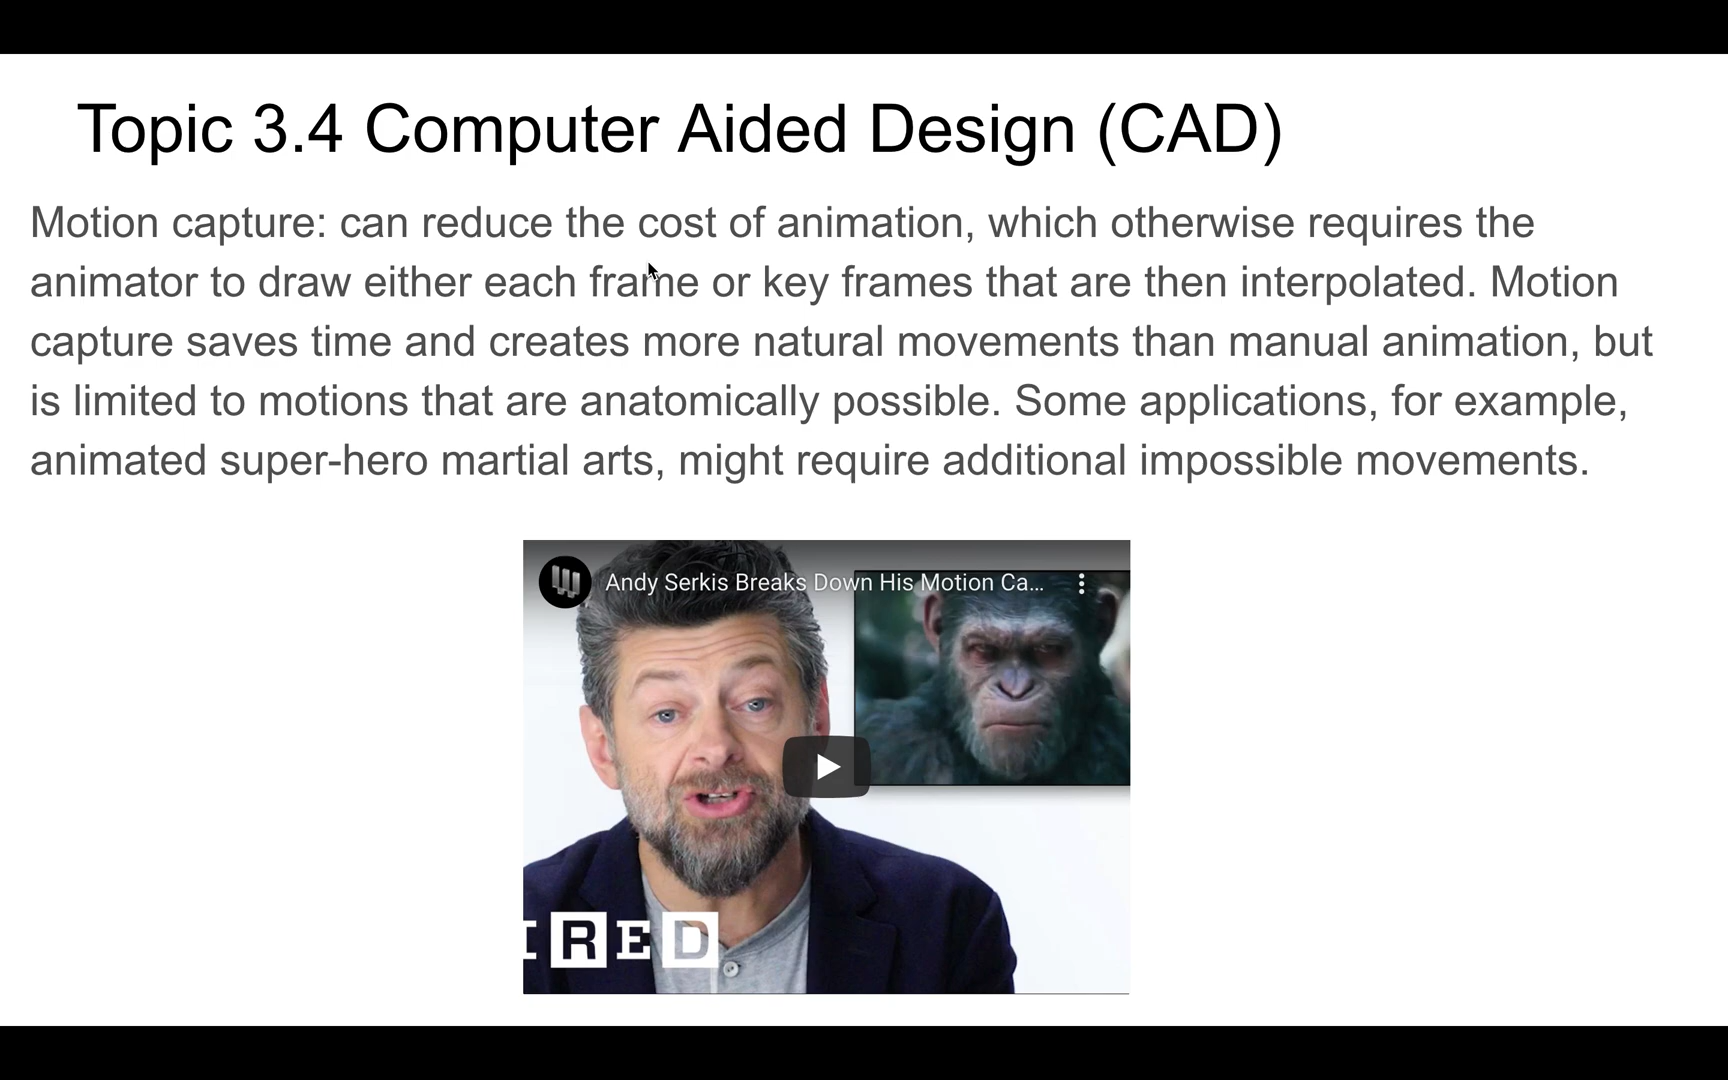 Topic 3.4 Computer Aided Design (CAD)
Motion capture: can reduce the cost of animation, which otherwise requires the
animator to draw either each frame or key frames that are then interpolated. Motion
capture saves time and creates more natural movements than manual animation, but
is limited to motions that are anatomically possible. Some applications, for example,
animated super-hero martial arts, might require additional impossible movements.
Andy Serkis Breaks Down His Motion Ca...
IRED